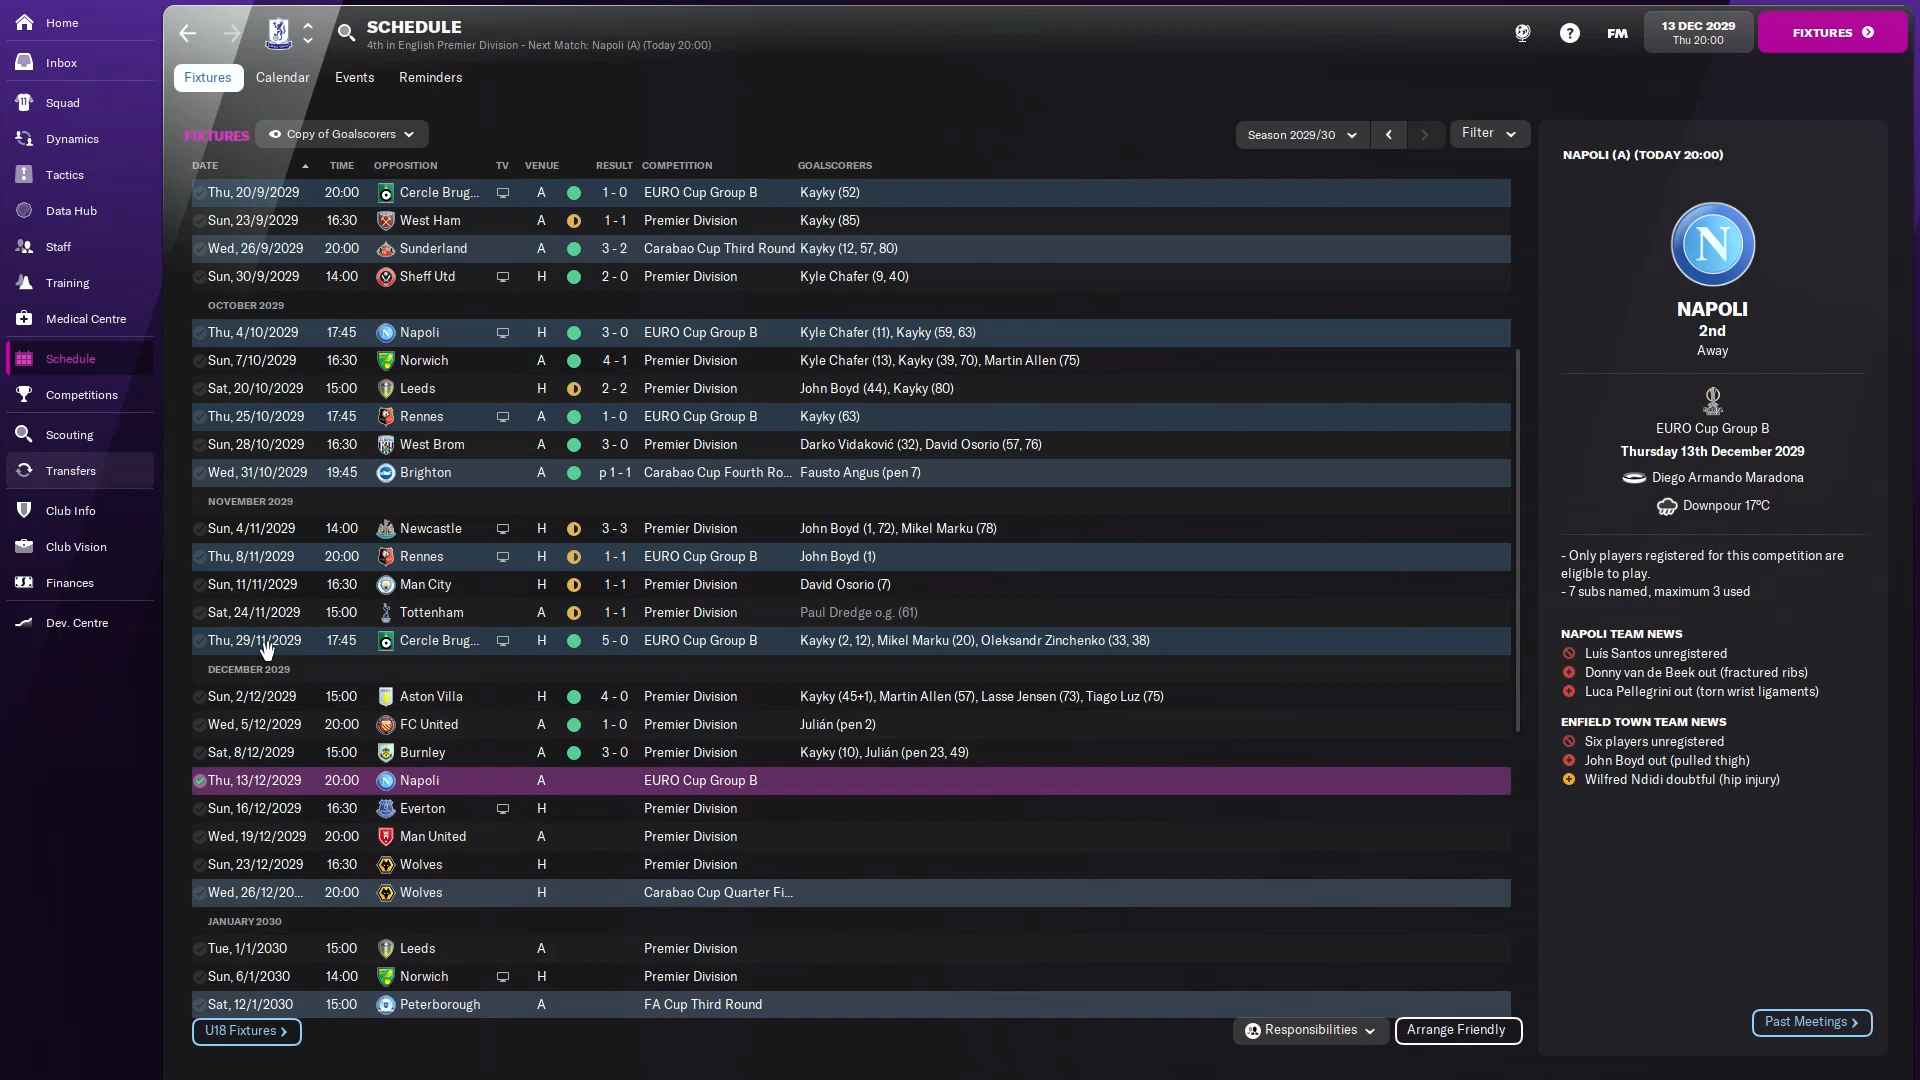 Home
Inbox
Squad
Dynamics
Tactics
Data Hub
Staff
Training
Medical Centre
Schedule
Competitions
Scouting
Transfers
Club Info
Club Vision
Finances
Dev. Centre
SCHEDULE
4th in English Premier Division - Next Match: Napoli (A) (Today 20:00)
? FM
13 DEC 2029
Thu 20:00
FIXTURES
Fixtures Calendar Events Reminders
FIXTURES Copy of Goalscorers Season 2029/30 Filter
DATE TIME OPPOSITION TV VENUE RESULT COMPETITION GOALSCORERS
Thu, 20/9/2029 20:00 Cercle Brug... A 1 - 0 EURO Cup Group B Kayky (52)
Sun, 23/9/2029 16:30 West Ham A 1 - 1 Premier Division Kayky (85)
Wed, 26/9/2029 20:00 Sunderland A 3 - 2 Carabao Cup Third Round Kayky (12, 57, 80)
Sun, 30/9/2029 14:00 Sheff Utd H 2 - 0 Premier Division Kyle Chafer (9, 40)
OCTOBER 2029
Thu, 4/10/2029 17:45 Napoli H 3 - 0 EURO Cup Group B Kyle Chafer (11), Kayky (59, 63)
Sun, 7/10/2029 16:30 Norwich A 4 - 1 Premier Division Kyle Chafer (13), Kayky (39, 70), Martin Allen (75)
Sat, 20/10/2029 15:00 Leeds H 2 - 2 Premier Division John Boyd (44), Kayky (80)
Thu, 25/10/2029 17:45 Rennes A 1 - 0 EURO Cup Group B Kayky (63)
Sun, 28/10/2029 16:30 West Brom A 3 - 0 Premier Division Darko Vidaković (32), David Osorio (57, 76)
Wed, 31/10/2029 19:45 Brighton A p 1 - 1 Carabao Cup Fourth Ro... Fausto Angus (pen 7)
NOVEMBER 2029
Sun, 4/11/2029 14:00 Newcastle H 3 - 3 Premier Division John Boyd (1, 72), Mikel Marku (78)
Thu, 8/11/2029 20:00 Rennes H 1 - 1 EURO Cup Group B John Boyd (1)
Sun, 11/11/2029 16:30 Man City H 1 - 1 Premier Division David Osorio (7)
Sat, 24/11/2029 15:00 Tottenham A 1 - 1 Premier Division Paul Dredge o.g. (61)
Thu, 29/11/2029 17:45 Cercle Brug... H 5 - 0 EURO Cup Group B Kayky (2, 12), Mikel Marku (20), Oleksandr Zinchenko (33, 38)
DECEMBER 2029
Sun, 2/12/2029 15:00 Aston Villa H 4 - 0 Premier Division Kayky (45+1), Martin Allen (57), Lasse Jensen (73), Tiago Luz (75)
Wed, 5/12/2029 20:00 FC United A 1 - 0 Premier Division Julián (pen 2)
Sat, 8/12/2029 15:00 Burnley A 3 - 0 Premier Division Kayky (10), Julián (pen 23, 49)
Thu, 13/12/2029 20:00 Napoli A EURO Cup Group B
Sun, 16/12/2029 16:30 Everton H Premier Division
Wed, 19/12/2029 20:00 Man United A Premier Division
Sun, 23/12/2029 16:30 Wolves H Premier Division
Wed, 26/12/20... 20:00 Wolves H Carabao Cup Quarter Fi...
JANUARY 2030
Tue, 1/1/2030 15:00 Leeds A Premier Division
Sun, 6/1/2030 14:00 Norwich H Premier Division
Sat, 12/1/2030 15:00 Peterborough A FA Cup Third Round
U18 Fixtures Responsibilities Arrange Friendly
NAPOLI (A) (TODAY 20:00)
N
NAPOLI
2nd
Away
EURO Cup Group B
Thursday 13th December 2029
Diego Armando Maradona
Downpour 17°C
- Only players registered for this competition are
eligible to play.
- 7 subs named, maximum 3 used
NAPOLI TEAM NEWS
Luís Santos unregistered
Donny van de Beek out (fractured ribs)
Luca Pellegrini out (torn wrist ligaments)
ENFIELD TOWN TEAM NEWS
Six players unregistered
John Boyd out (pulled thigh)
Wilfred Ndidi doubtful (hip injury)
Past Meetings